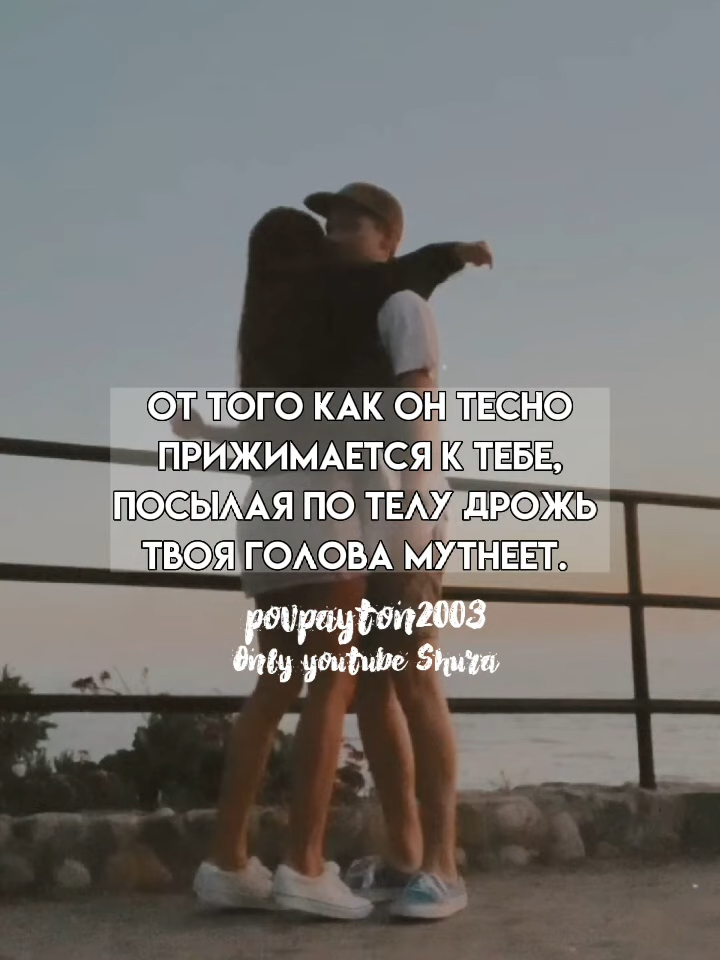 ОТ ТОГО КАК ОН ТЕСНО
ПРИЖИМАЕТСЯ К ТЕБЕ,
ПОСЫЛАЯ ПО ТЕЛУ ДРОЖЬ
ТВОЯ ГОЛОВА МУТНЕЕТ.
povpayton2003
Only youtube Shura